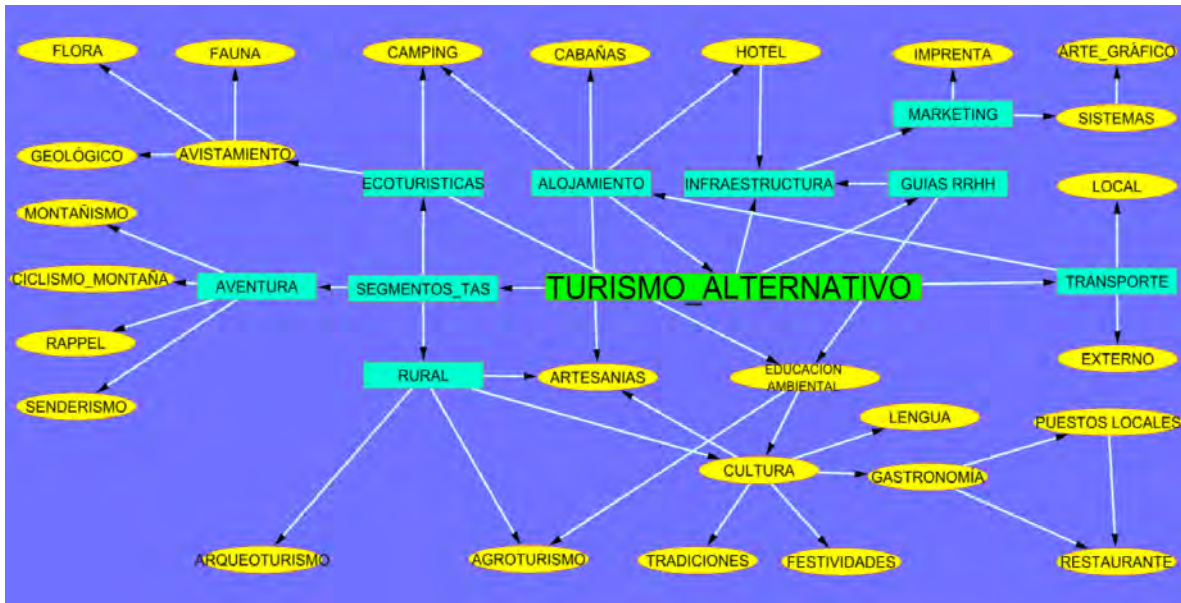 FLORA
FAUNA
CAMPING
CABAÑAS
HOTEL
IMPRENTA
ARTE_GRÁFICO
MARKETING
SISTEMAS
GEOLÓGICO
AVISTAMIENTO
ECOTURISTICAS
ALOJAMIENTO
INFRAESTRUCTURA
GUIAS RRHH
LOCAL
MONTAÑISMO
CICLISMO_MONTAÑA
AVENTURA
SEGMENTOS_TAS
TURISMO_ALTERNATIVO
TRANSPORTE
RAPPEL
EXTERNO
RURAL
ARTESANIAS
EDUCACION
AMBIENTAL
SENDERISMO
LENGUA
PUESTOS LOCALES
CULTURA
GASTRONOMÍA
ARQUEOTURISMO
AGROTURISMO
TRADICIONES
FESTIVIDADES
RESTAURANTE